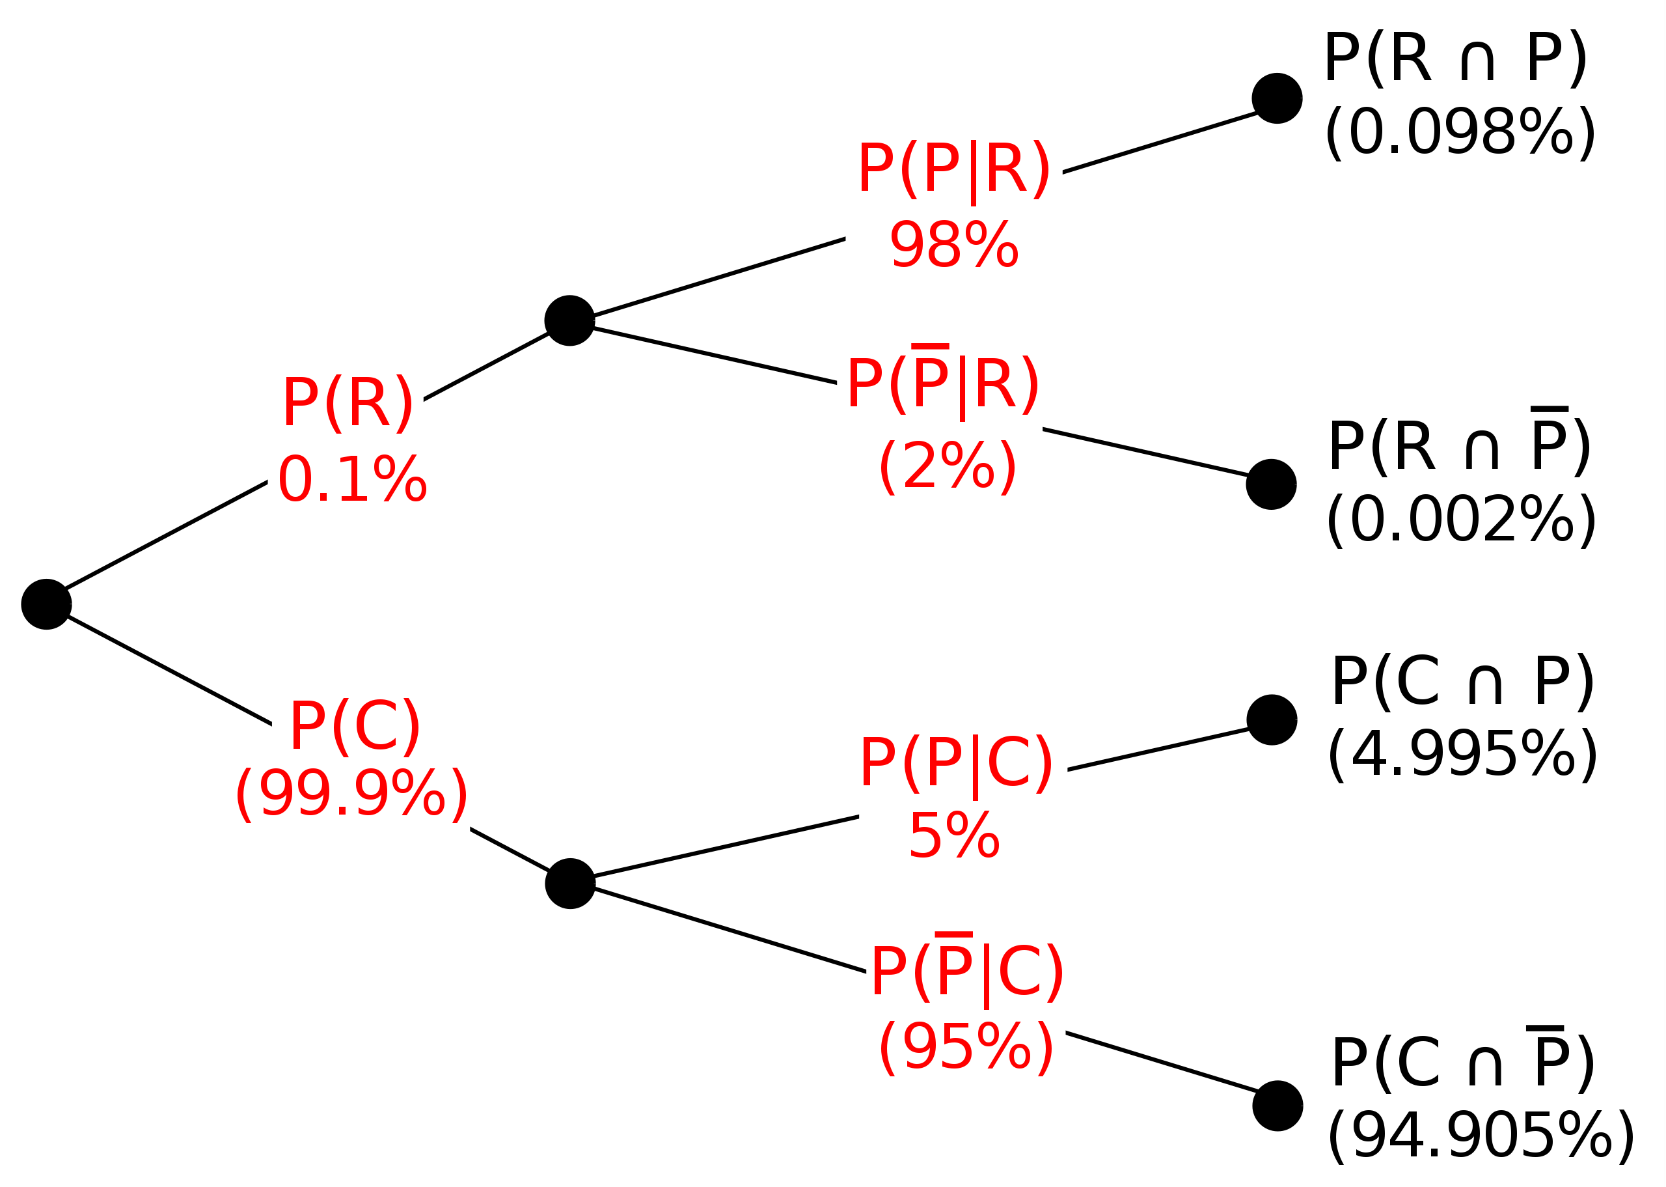 P(R ∩ P)
(0.098%)
P(P|R)
98%
P(P̅|R)
(2%)
P(R)
0.1%
P(R ∩ P̅)
(0.002%)
P(C)
(99.9%)
P(C ∩ P)
(4.995%)
P(P|C)
5%
P(P̅|C)
(95%)
P(C ∩ P̅)
(94.905%)